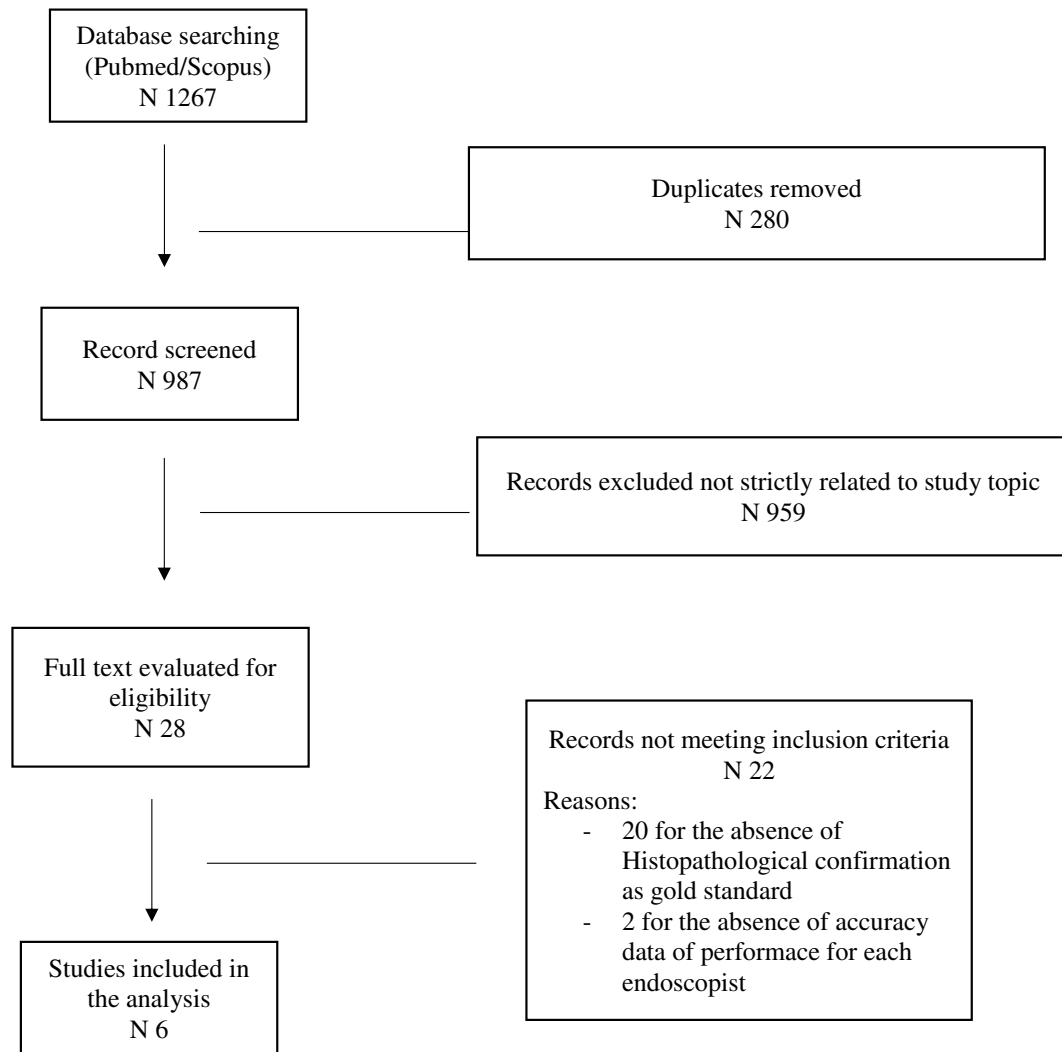 Database searching
(Pubmed/Scopus)
N 1267
Duplicates removed
N 280
Record screened
N 987
Records excluded not strictly related to study topic
N 959
Full text evaluated for
eligibility
N 28
Records not meeting inclusion criteria
N 22
Reasons:
- 20 for the absence of
Histopathological confirmation
as gold standard
- 2 for the absence of accuracy
data of performace for each
endoscopist
Studies included in
the analysis
N 6